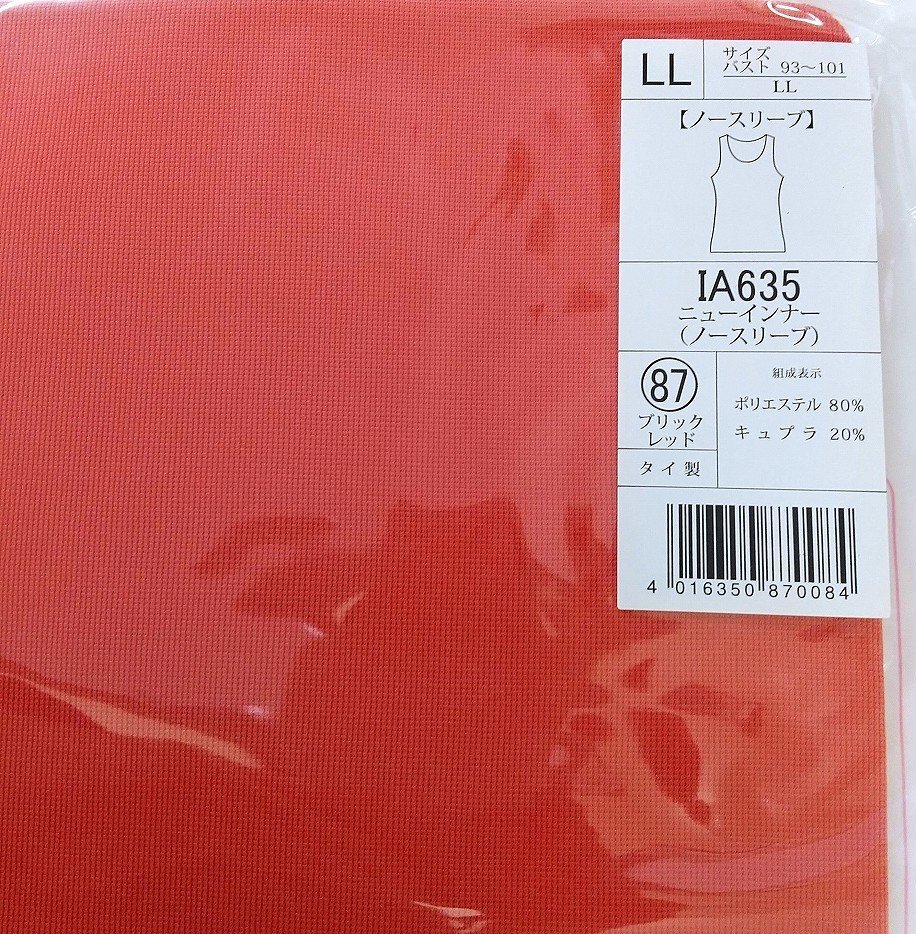 LL
サイズ
バスト 93〜101
LL
【ノースリーブ】
IA635
ニューインナー
(ノースリーブ)
87
ブリック
レッド
タイ製
組成表示
ポリエステル 80%
キュプラ 20%
4 016350 870084